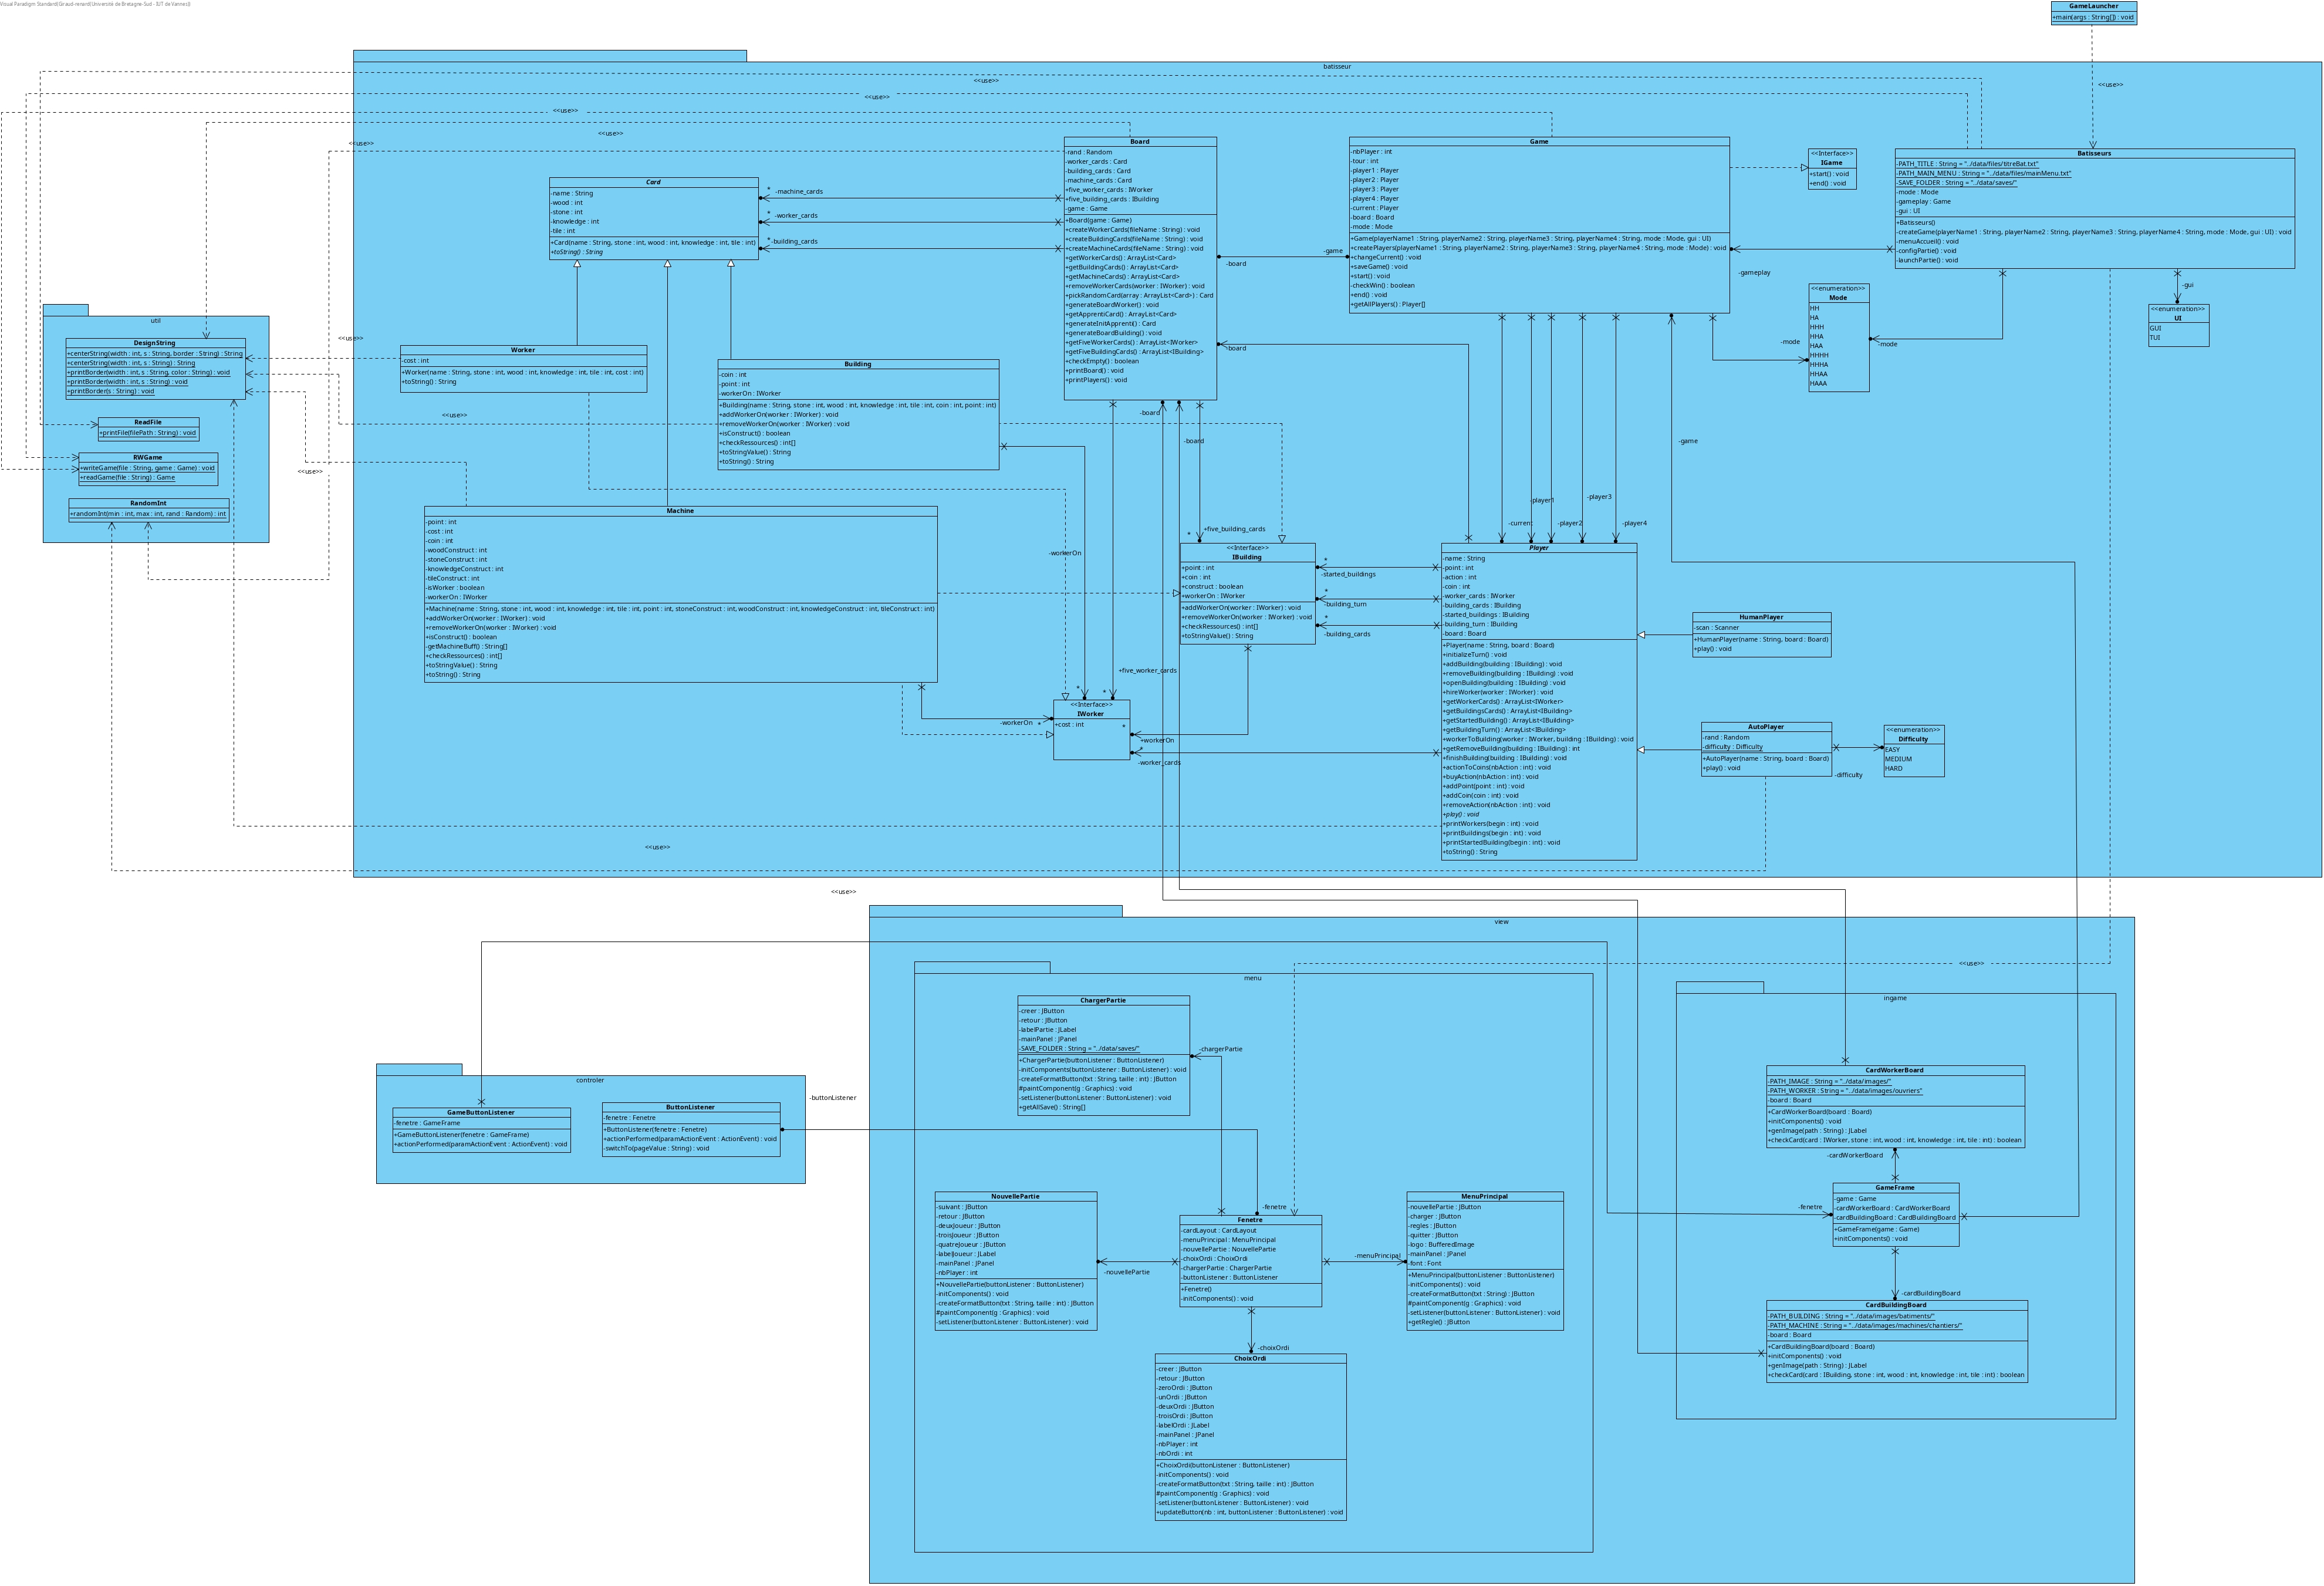 Visual Paradigm Standard(Giraud-renard(Université de Bretagne-Sud - IUT de Vannes))
GameLauncher
+main(args : String[]) : void
<<use>>
batisseur
<<use>>
<<use>>
<<use>>
<<use>>
<<use>>
Card
-name : String
-wood : int
-stone : int
-knowledge : int
-tile : int
+Card(name : String, stone : int, wood : int, knowledge : int, tile : int)
+toString() : String
* -machine_cards
* -worker_cards
* -building_cards
Board
-rand : Random
-worker_cards : Card
-building_cards : Card
-machine_cards : Card
+five_worker_cards : IWorker
+five_building_cards : IBuilding
-game : Game
+Board(game : Game)
+createWorkerCards(fileName : String) : void
+createBuildingCards(fileName : String) : void
+createMachineCards(fileName : String) : void
+getWorkerCards() : ArrayList<Card>
+getBuildingCards() : ArrayList<Card>
+getMachineCards() : ArrayList<Card>
+removeWorkerCards(worker : IWorker) : void
+pickRandomCard(array : ArrayList<Card>) : Card
+generateBoardWorker() : void
+getApprentiCard() : ArrayList<Card>
+generateInitApprent() : Card
+generateBoardBuilding() : void
+getFiveWorkerCards() : ArrayList<IWorker>
+getFiveBuildingCards() : ArrayList<IBuilding>
+checkEmpty() : boolean
+printBoard() : void
+printPlayers() : void
-game
-board
Game
-nbPlayer : int
-tour : int
-player1 : Player
-player2 : Player
-player3 : Player
-player4 : Player
-current : Player
-board : Board
-mode : Mode
+Game(playerName1 : String, playerName2 : String, playerName3 : String, playerName4 : String, mode : Mode, gui : UI)
+createPlayers(playerName1 : String, playerName2 : String, playerName3 : String, playerName4 : String, mode : Mode) : void
+changeCurrent() : void
+saveGame() : void
+start() : void
-checkWin() : boolean
+end() : void
+getAllPlayers() : Player[]
<<Interface>>
IGame
+start() : void
+end() : void
Batisseurs
-PATH_TITLE : String = "../data/files/titreBat.txt"
-PATH_MAIN_MENU : String = "../data/files/mainMenu.txt"
-SAVE_FOLDER : String = "../data/saves/"
-mode : Mode
-gameplay : Game
-gui : UI
+Batisseurs()
-createGame(playerName1 : String, playerName2 : String, playerName3 : String, playerName4 : String, mode : Mode, gui : UI) : void
-menuAccueil() : void
-configPartie() : void
-launchPartie() : void
-gameplay
-gui
<<enumeration>>
Mode
HH
HA
HHH
HHA
HAA
HHHH
HHHA
HHAA
HAAA
-mode
-mode
<<enumeration>>
UI
GUI
TUI
util
DesignString
+centerString(width : int, s : String, border : String) : String
+centerString(width : int, s : String) : String
+printBorder(width : int, s : String, color : String) : void
+printBorder(width : int, s : String) : void
+printBorder(s : String) : void
ReadFile
+printFile(filePath : String) : void
RWGame
+writeGame(file : String, game : Game) : void
+readGame(file : String) : Game
RandomInt
+randomInt(min : int, max : int, rand : Random) : int
<<use>>
<<use>>
<<use>>
Worker
-cost : int
+Worker(name : String, stone : int, wood : int, knowledge : int, tile : int, cost : int)
+toString() : String
Building
-coin : int
-point : int
-workerOn : IWorker
+Building(name : String, stone : int, wood : int, knowledge : int, tile : int, coin : int, point : int)
+addWorkerOn(worker : IWorker) : void
+removeWorkerOn(worker : IWorker) : void
+isConstruct() : boolean
+checkRessources() : int[]
+toStringValue() : String
+toString() : String
-board
-board
-board
-game
Machine
-point : int
-cost : int
-coin : int
-woodConstruct : int
-stoneConstruct : int
-knowledgeConstruct : int
-tileConstruct : int
-isWorker : boolean
-workerOn : IWorker
+Machine(name : String, stone : int, wood : int, knowledge : int, tile : int, point : int, stoneConstruct : int, woodConstruct : int, knowledgeConstruct : int, tileConstruct : int)
+addWorkerOn(worker : IWorker) : void
+removeWorkerOn(worker : IWorker) : void
+isConstruct() : boolean
-getMachineBuff() : String[]
+checkRessources() : int[]
+toStringValue() : String
+toString() : String
-workerOn
* +five_building_cards
<<Interface>>
IBuilding
+point : int
+coin : int
+construct : boolean
+workerOn : IWorker
+addWorkerOn(worker : IWorker) : void
+removeWorkerOn(worker : IWorker) : void
+checkRessources() : int[]
+toStringValue() : String
*
-started_buildings
*
-building_turn
*
-building_cards
-player1
-player3
-current
-player2
-player4
Player
-name : String
-point : int
-action : int
-coin : int
-worker_cards : IWorker
-building_cards : IBuilding
-started_buildings : IBuilding
-building_turn : IBuilding
-board : Board
+Player(name : String, board : Board)
+initializeTurn() : void
+addBuilding(building : IBuilding) : void
+removeBuilding(building : IBuilding) : void
+openBuilding(building : IBuilding) : void
+hireWorker(worker : IWorker) : void
+getWorkerCards() : ArrayList<IWorker>
+getBuildingsCards() : ArrayList<IBuilding>
+getStartedBuilding() : ArrayList<IBuilding>
+getBuildingTurn() : ArrayList<IBuilding>
+workerToBuilding(worker : IWorker, building : IBuilding) : void
+getRemoveBuilding(building : IBuilding) : int
+finishBuilding(building : IBuilding) : void
+actionToCoins(nbAction : int) : void
+buyAction(nbAction : int) : void
+addPoint(point : int) : void
+addCoin(coin : int) : void
+removeAction(nbAction : int) : void
+play() : void
+printWorkers(begin : int) : void
+printBuildings(begin : int) : void
+printStartedBuilding(begin : int) : void
+toString() : String
HumanPlayer
-scan : Scanner
+HumanPlayer(name : String, board : Board)
+play() : void
AutoPlayer
-rand : Random
-difficulty : Difficulty
+AutoPlayer(name : String, board : Board)
+play() : void
-difficulty
<<enumeration>>
Difficulty
EASY
MEDIUM
HARD
+five_worker_cards
* *
<<Interface>>
IWorker
+cost : int
-workerOn *
*
+workerOn
*
-worker_cards
<<use>>
<<use>>
view
menu
<<use>>
ChargerPartie
-creer : JButton
-retour : JButton
-labelPartie : JLabel
-mainPanel : JPanel
-SAVE_FOLDER : String = "../data/saves/"
+ChargerPartie(buttonListener : ButtonListener)
-initComponents(buttonListener : ButtonListener) : void
-createFormatButton(txt : String, taille : int) : JButton
#paintComponent(g : Graphics) : void
-setListener(buttonListener : ButtonListener) : void
+getAllSave() : String[]
-chargerPartie
controler
GameButtonListener
-fenetre : GameFrame
+GameButtonListener(fenetre : GameFrame)
+actionPerformed(paramActionEvent : ActionEvent) : void
ButtonListener
-fenetre : Fenetre
+ButtonListener(fenetre : Fenetre)
+actionPerformed(paramActionEvent : ActionEvent) : void
-switchTo(pageValue : String) : void
-buttonListener
NouvellePartie
-suivant : JButton
-retour : JButton
-deuxJoueur : JButton
-troisJoueur : JButton
-quatreJoueur : JButton
-labelJoueur : JLabel
-mainPanel : JPanel
-nbPlayer : int
+NouvellePartie(buttonListener : ButtonListener)
-initComponents() : void
-createFormatButton(txt : String, taille : int) : JButton
#paintComponent(g : Graphics) : void
-setListener(buttonListener : ButtonListener) : void
-nouvellePartie
-fenetre
Fenetre
-cardLayout : CardLayout
-menuPrincipal : MenuPrincipal
-nouvellePartie : NouvellePartie
-choixOrdi : ChoixOrdi
-chargerPartie : ChargerPartie
-buttonListener : ButtonListener
+Fenetre()
-initComponents() : void
-menuPrincipal
MenuPrincipal
-nouvellePartie : JButton
-charger : JButton
-regles : JButton
-quitter : JButton
-logo : BufferedImage
-mainPanel : JPanel
-font : Font
+MenuPrincipal(buttonListener : ButtonListener)
-initComponents() : void
-createFormatButton(txt : String) : JButton
#paintComponent(g : Graphics) : void
-setListener(buttonListener : ButtonListener) : void
+getRegle() : JButton
-choixOrdi
ChoixOrdi
-creer : JButton
-retour : JButton
-zeroOrdi : JButton
-unOrdi : JButton
-deuxOrdi : JButton
-troisOrdi : JButton
-labelOrdi : JLabel
-mainPanel : JPanel
-nbPlayer : int
-nbOrdi : int
+ChoixOrdi(buttonListener : ButtonListener)
-initComponents() : void
-createFormatButton(txt : String, taille : int) : JButton
#paintComponent(g : Graphics) : void
-setListener(buttonListener : ButtonListener) : void
+updateButton(nb : int, buttonListener : ButtonListener) : void
ingame
CardWorkerBoard
-PATH_IMAGE : String = "../data/images/"
-PATH_WORKER : String = "../data/images/ouvriers"
-board : Board
+CardWorkerBoard(board : Board)
+initComponents() : void
+genImage(path : String) : JLabel
+checkCard(card : IWorker, stone : int, wood : int, knowledge : int, tile : int) : boolean
-cardWorkerBoard
-fenetre
GameFrame
-game : Game
-cardWorkerBoard : CardWorkerBoard
-cardBuildingBoard : CardBuildingBoard
+GameFrame(game : Game)
+initComponents() : void
-cardBuildingBoard
CardBuildingBoard
-PATH_BUILDING : String = "../data/images/batiments/"
-PATH_MACHINE : String = "../data/images/machines/chantiers/"
-board : Board
+CardBuildingBoard(board : Board)
+initComponents() : void
+genImage(path : String) : JLabel
+checkCard(card : IBuilding, stone : int, wood : int, knowledge : int, tile : int) : boolean